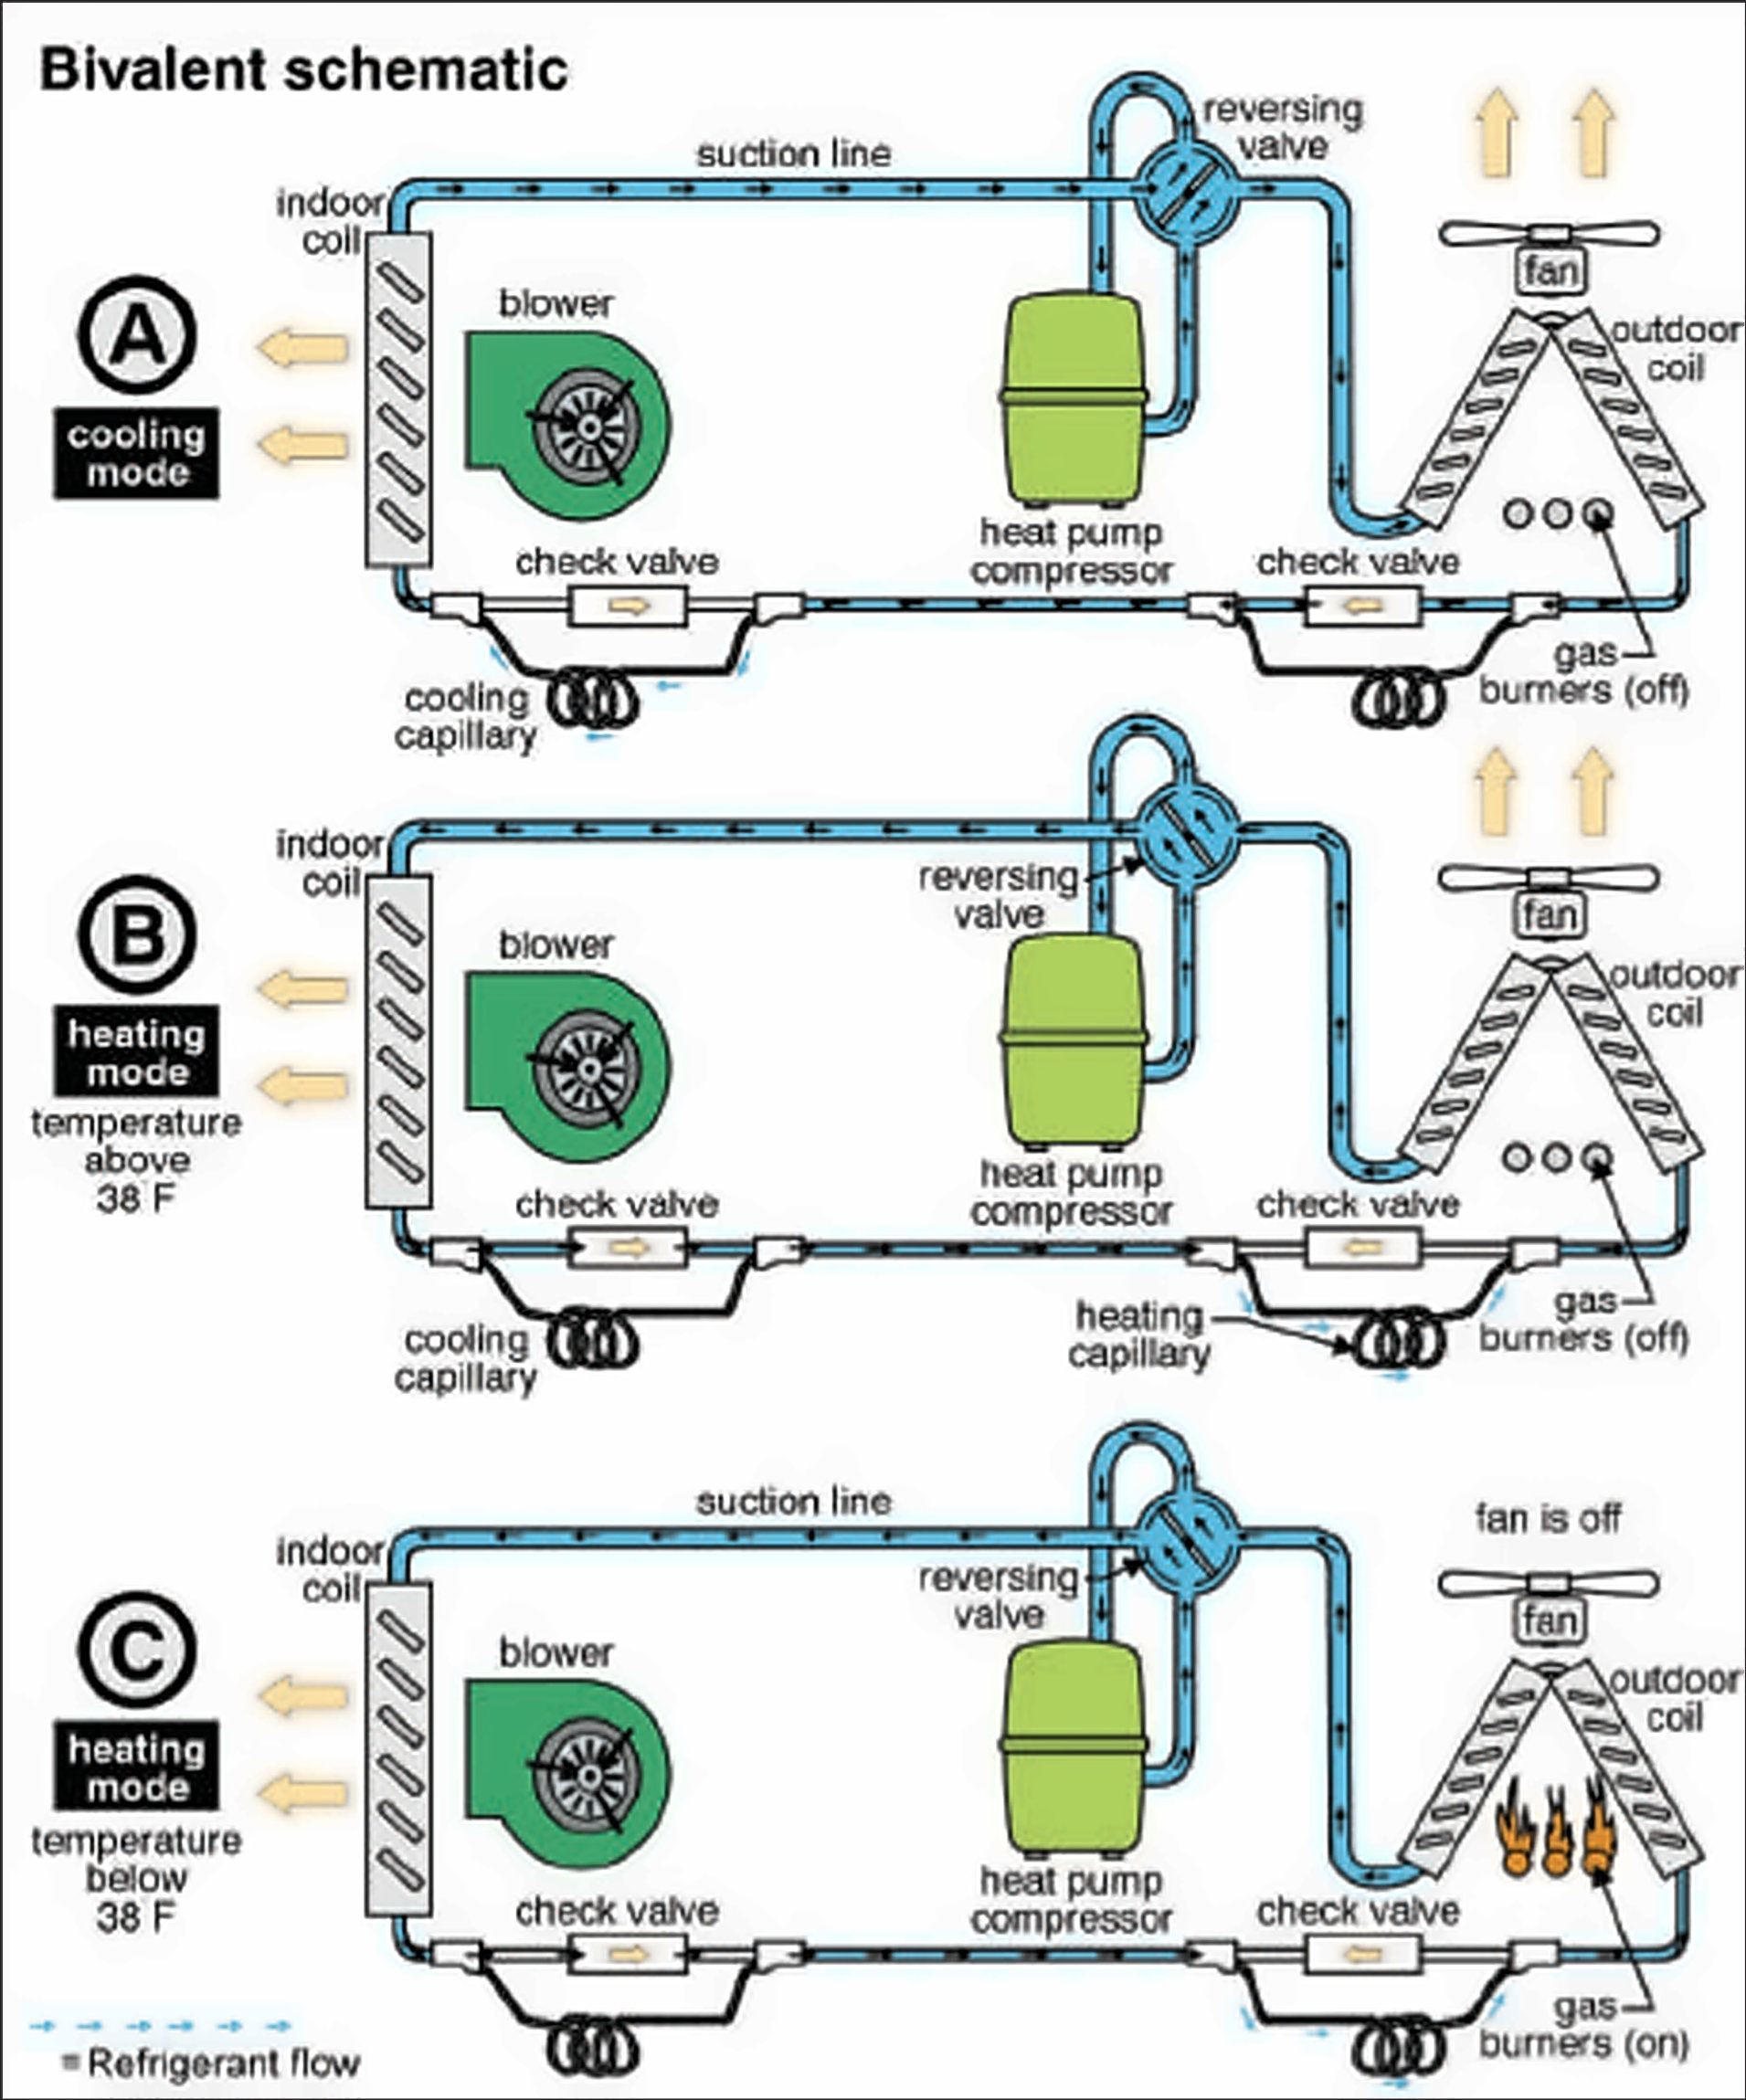 Bivalent schematic
suction line
reversing
valve
indoor
coil
blower
fan
outdoor
coil
A
cooling
mode
heat pump
compressor
check valve
check valve
cooling
capillary
gas
burners (off)
indoor
coil
reversing
valve
blower
fan
outdoor
coil
B
heating
mode
temperature
above
38 F
heat pump
compressor
check valve
check valve
cooling
capillary
heating
capillary
gas
burners (off)
suction line
fan is off
indoor
coil
reversing
valve
blower
fan
outdoor
coil
C
heating
mode
temperature
below
38 F
heat pump
compressor
check valve
check valve
gas
burners (on)
= Refrigerant flow